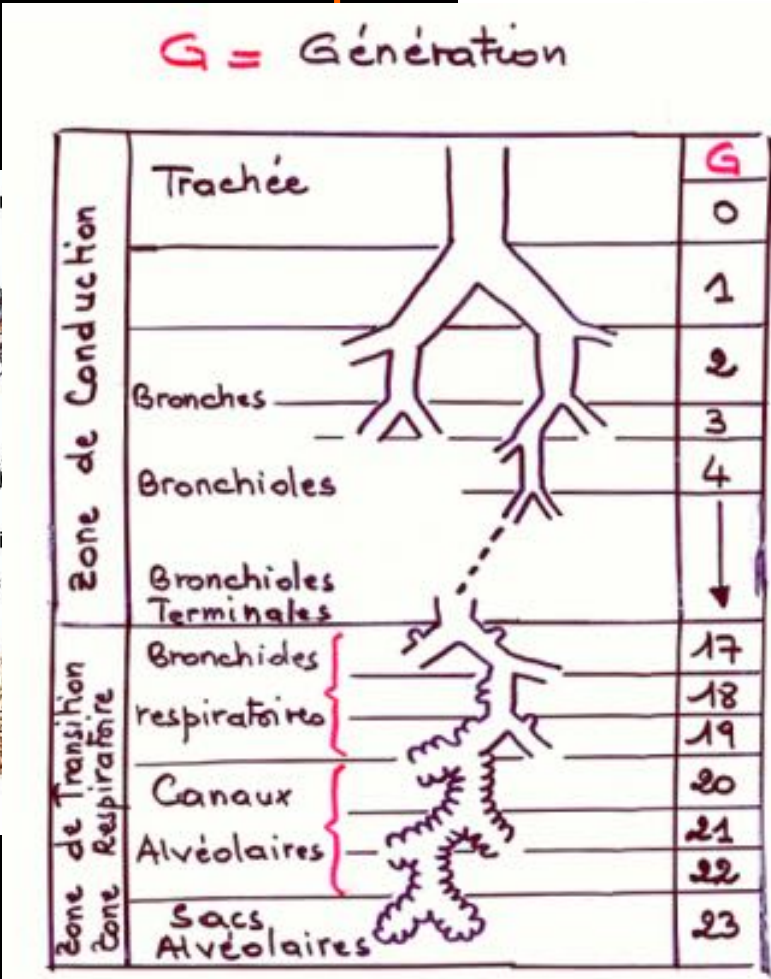 G = Génération
G
Trachée
0
1
2
Bronches
3
Bronchioles
4
Bronchioles
Terminales
Bronchides
17
18
respiratoires
19
Canaux
20
Alvéolaires
21
22
Sacs
Alvéolaires
23
Zone de Conduction
Zone de Transition
Zone Respiratoire